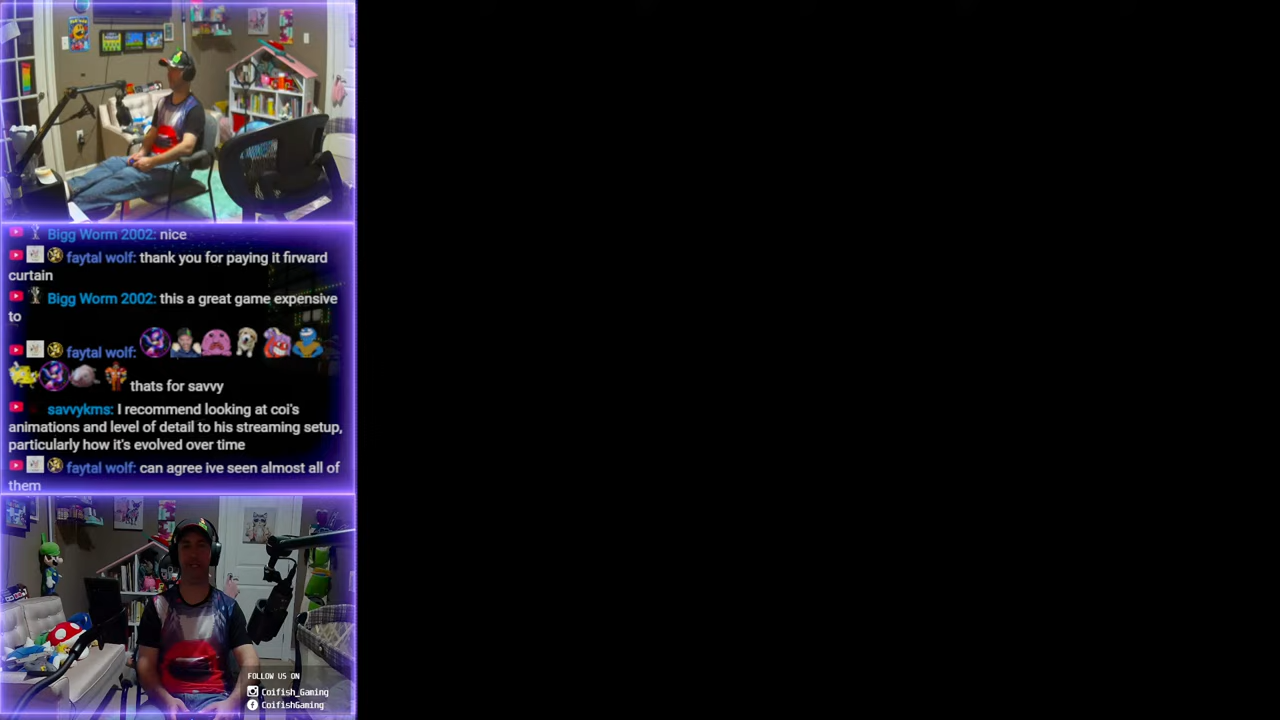 Bigg Worm 2002: nice
faytal wolf: thank you for paying it firward
curtain
Bigg Worm 2002: this a great game expensive
to
faytal wolf:
thats for savvy
savvykms: I recommend looking at coi's
animations and level of detail to his streaming setup,
particularly how it's evolved over time
faytal wolf: can agree ive seen almost all of
them
FOLLOW US ON
Coifish_Gaming
CoifishGaming